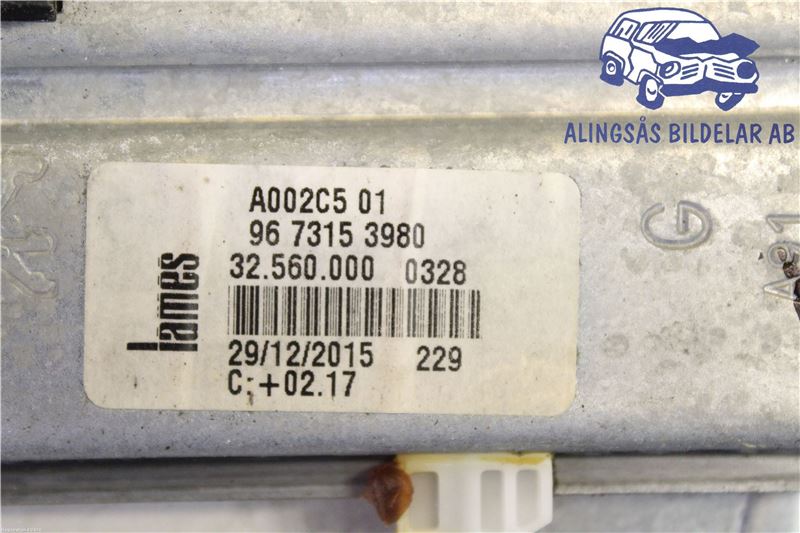 ALINGSÅS BILDELAR AB
A002C5 01
96 7315 3980
32.560.000 0328
lames
29/12/2015 229
C:+02.17
G